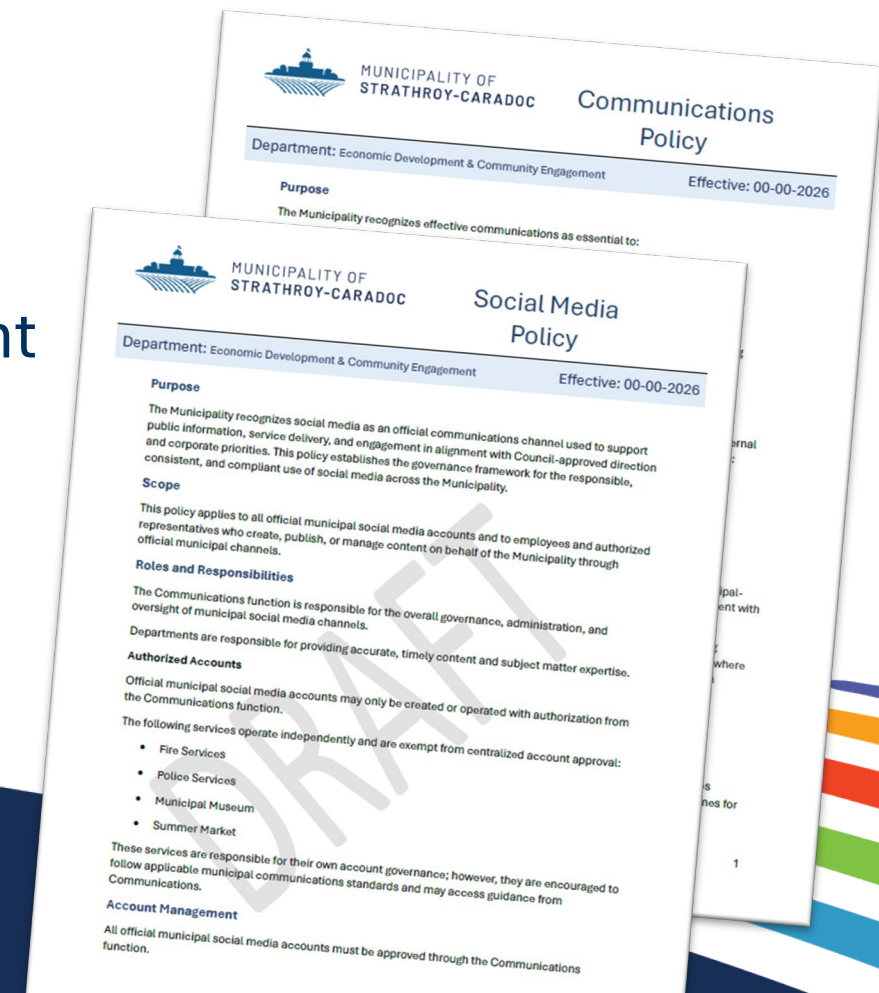 MUNICIPALITY OF
STRATHROY-CARADOC
Communications
Policy
Department: Economic Development & Community Engagement
Effective: 00-00-2026
Purpose
The Municipality recognizes effective communications as essential to:
MUNICIPALITY OF
STRATHROY-CARADOC
Social Media
Policy
Department: Economic Development & Community Engagement
Effective: 00-00-2026
Purpose
The Municipality recognizes social media as an official communications channel used to support
public information, service delivery, and engagement in alignment with Council-approved direction
and corporate priorities. This policy establishes the governance framework for the responsible,
consistent, and compliant use of social media across the Municipality.
Scope
This policy applies to all official municipal social media accounts and to employees and authorized
representatives who create, publish, or manage content on behalf of the Municipality through
official municipal channels.
Roles and Responsibilities
The Communications function is responsible for the overall governance, administration, and
oversight of municipal social media channels.
Departments are responsible for providing accurate, timely content and subject matter expertise.
Authorized Accounts
Official municipal social media accounts may only be created or operated with authorization from
the Communications function.
The following services operate independently and are exempt from centralized account approval:
• Fire Services
• Police Services
• Municipal Museum
• Summer Market
These services are responsible for their own account governance; however, they are encouraged to
follow applicable municipal communications standards and may access guidance from
Communications.
Account Management
All official municipal social media accounts must be approved through the Communications
function.
DRAFT
nt
ernal
:
ipal-
ent with
where
s
nes for
1